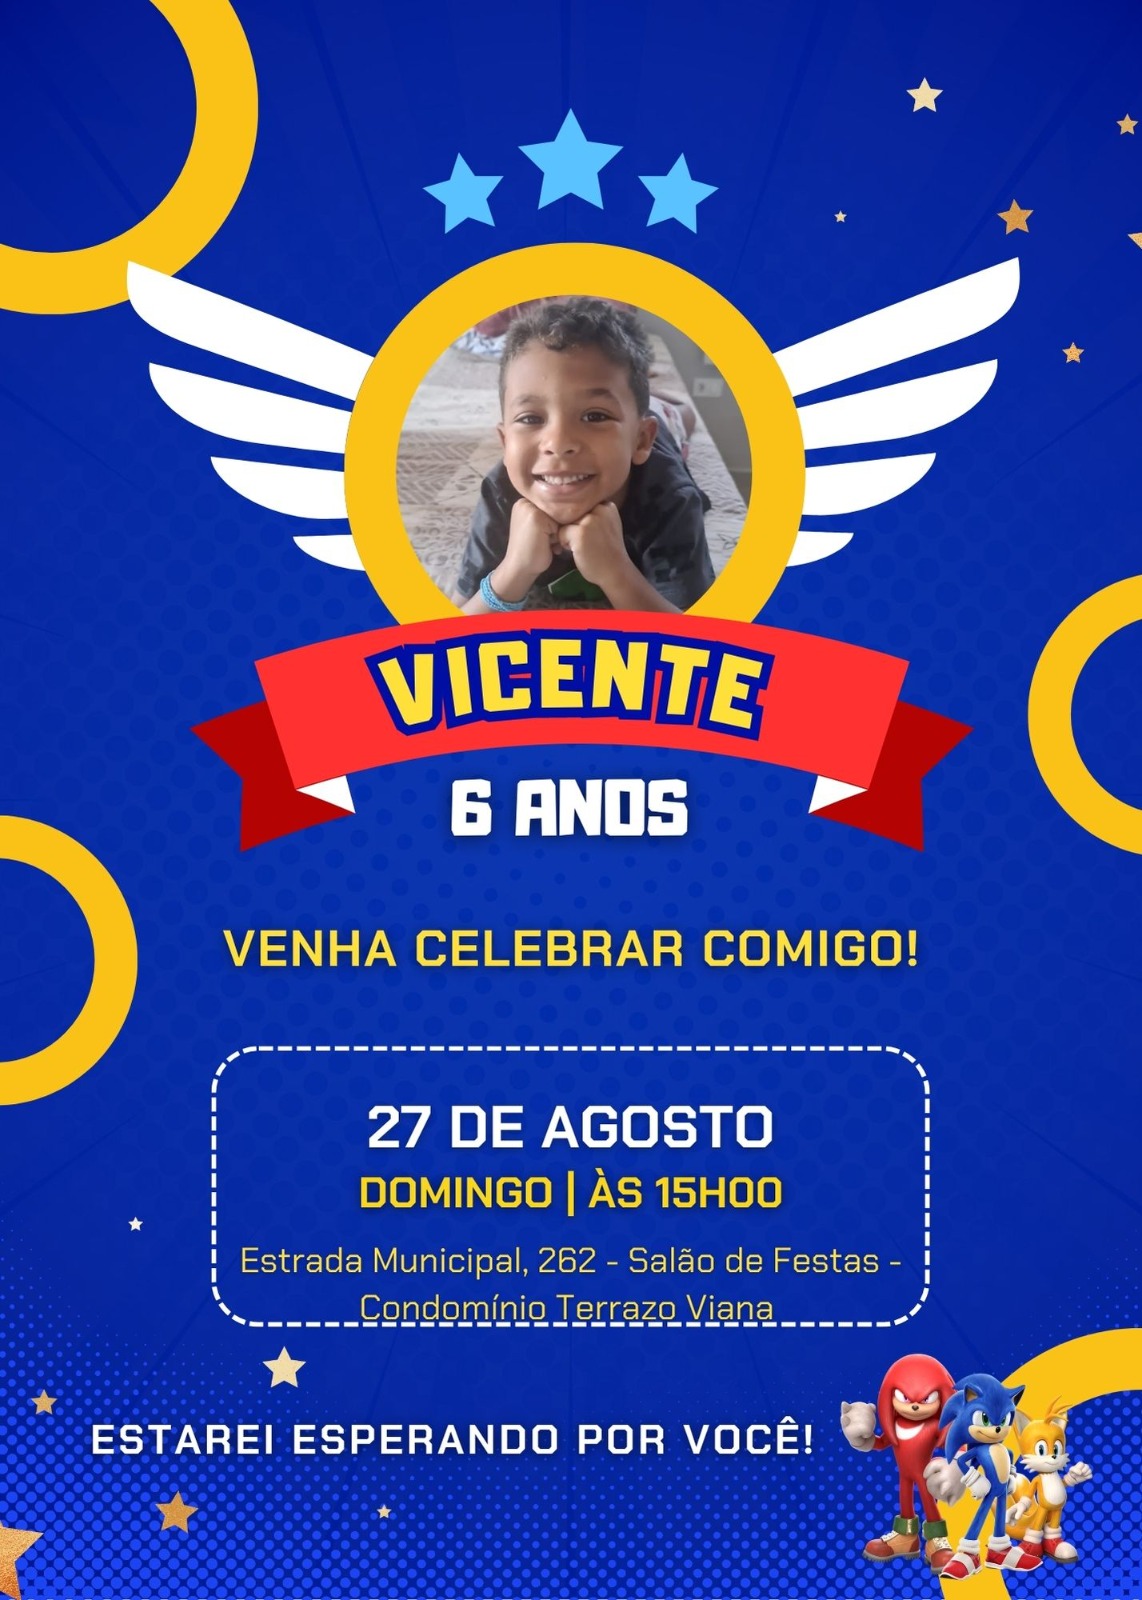 VICENTE
6 ANOS
VENHA CELEBRAR COMIGO!
27 DE AGOSTO
DOMINGO | ÀS 15H00
Estrada Municipal, 262 - Salão de Festas -
Condomínio Terrazo Viana
ESTAREI ESPERANDO POR VOCÊ!